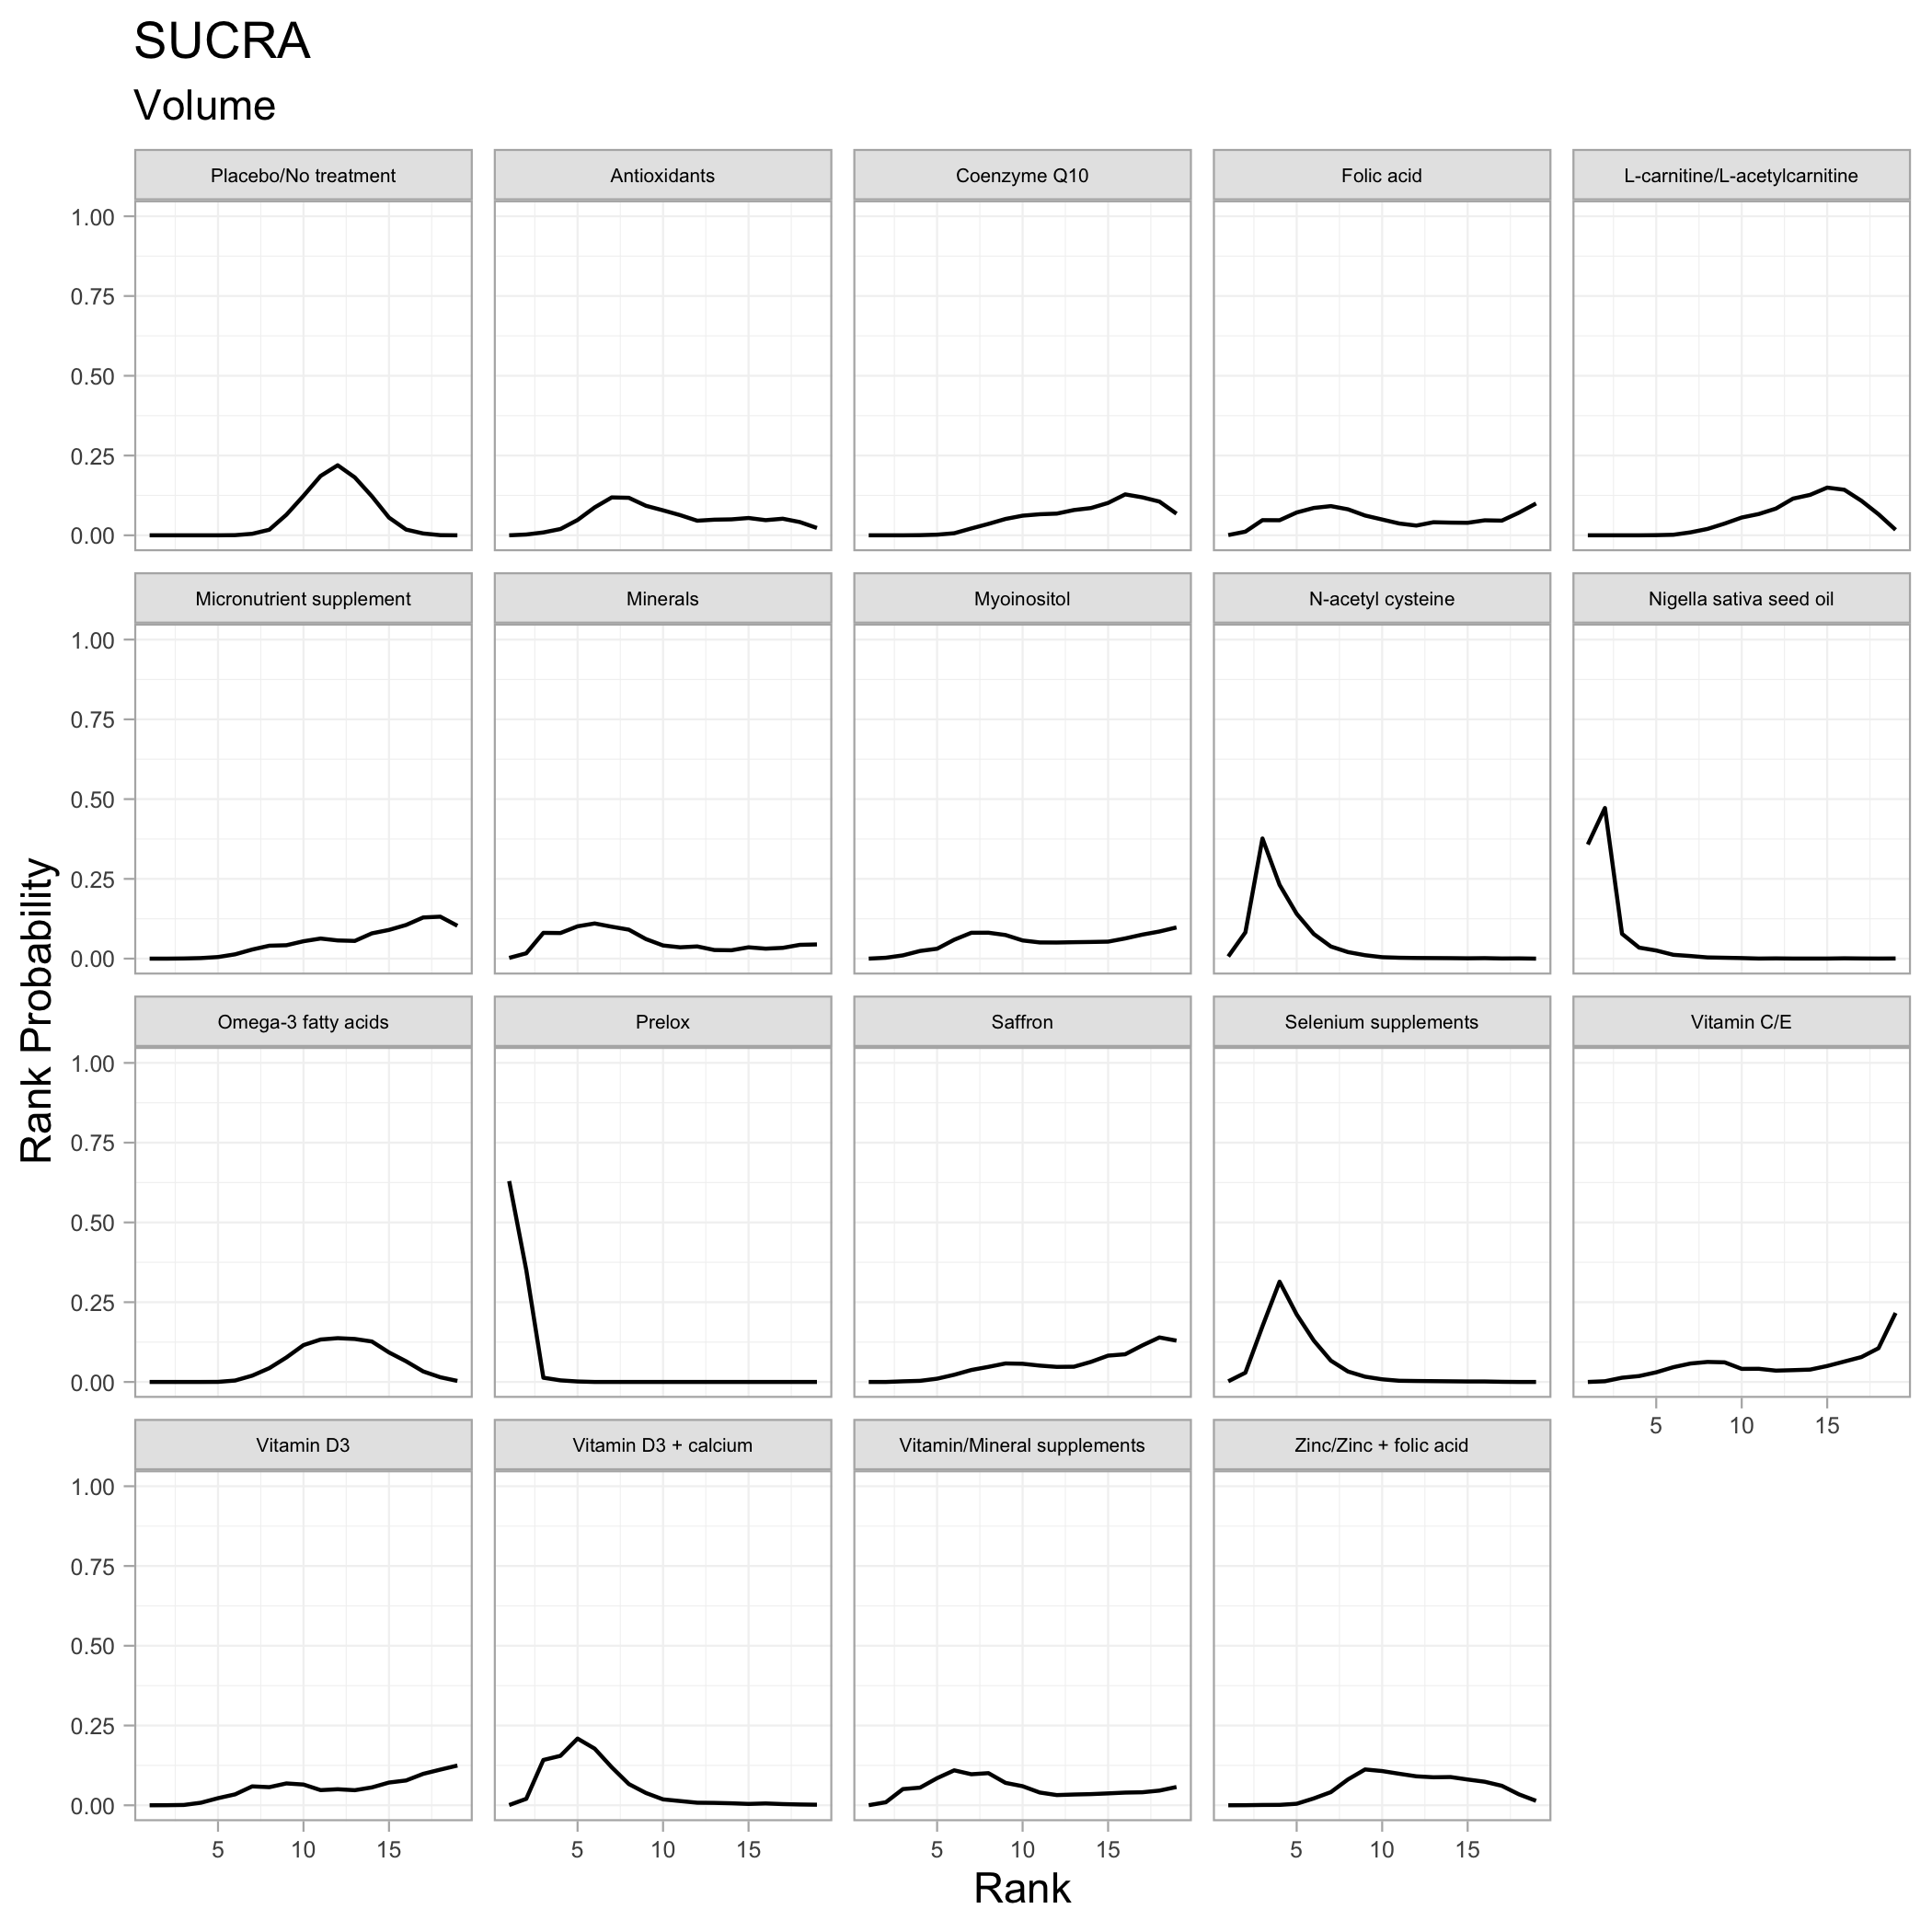 SUCRA
Volume
Placebo/No treatment Antioxidants Coenzyme Q10 Folic acid L-carnitine/L-acetylcarnitine
1.00
0.75
0.50
0.25
0.00
Micronutrient supplement Minerals Myoinositol N-acetyl cysteine Nigella sativa seed oil
1.00
0.75
0.50
0.25
0.00
Rank Probability
Omega-3 fatty acids Prelox Saffron Selenium supplements Vitamin C/E
1.00
0.75
0.50
0.25
0.00
5 10 15
Vitamin D3 Vitamin D3 + calcium Vitamin/Mineral supplements Zinc/Zinc + folic acid
1.00
0.75
0.50
0.25
0.00
5 10 15 5 10 15 5 10 15 5 10 15
Rank